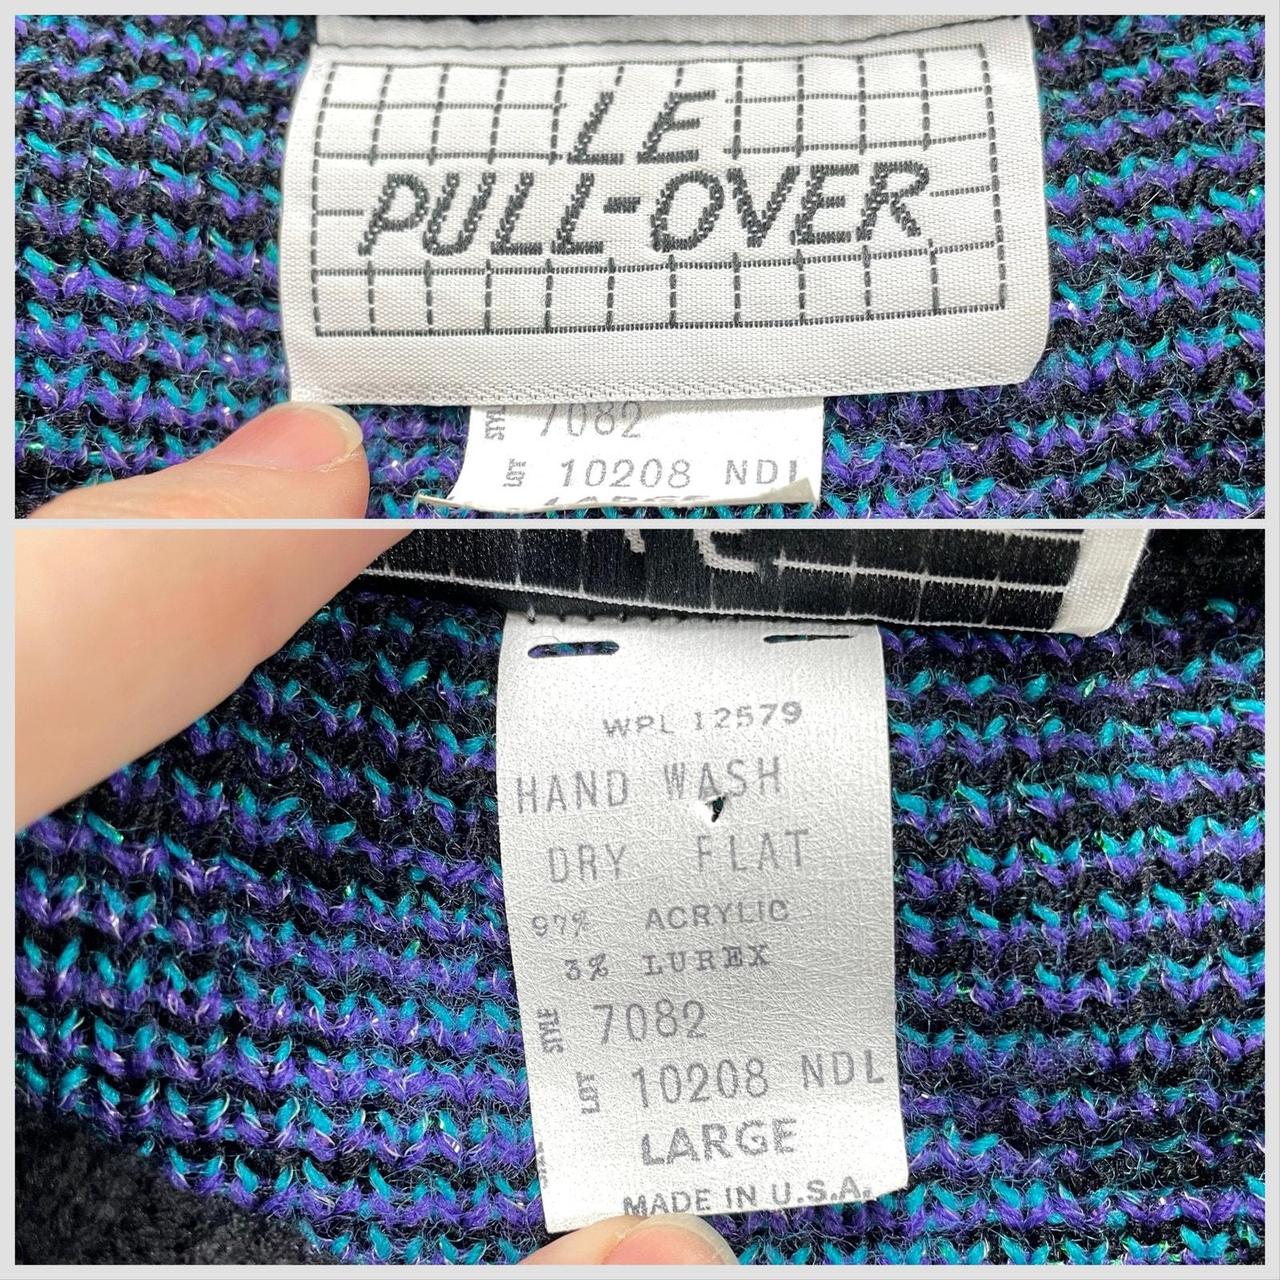 LE
PULL-OVER
STYLE 7082
LOT 10208 NDL
LARGE
WPL 12579
HAND WASH
DRY FLAT
97% ACRYLIC
3% LUREX
STYLE 7082
LOT 10208 NDL
LARGE
MADE IN U.S.A.